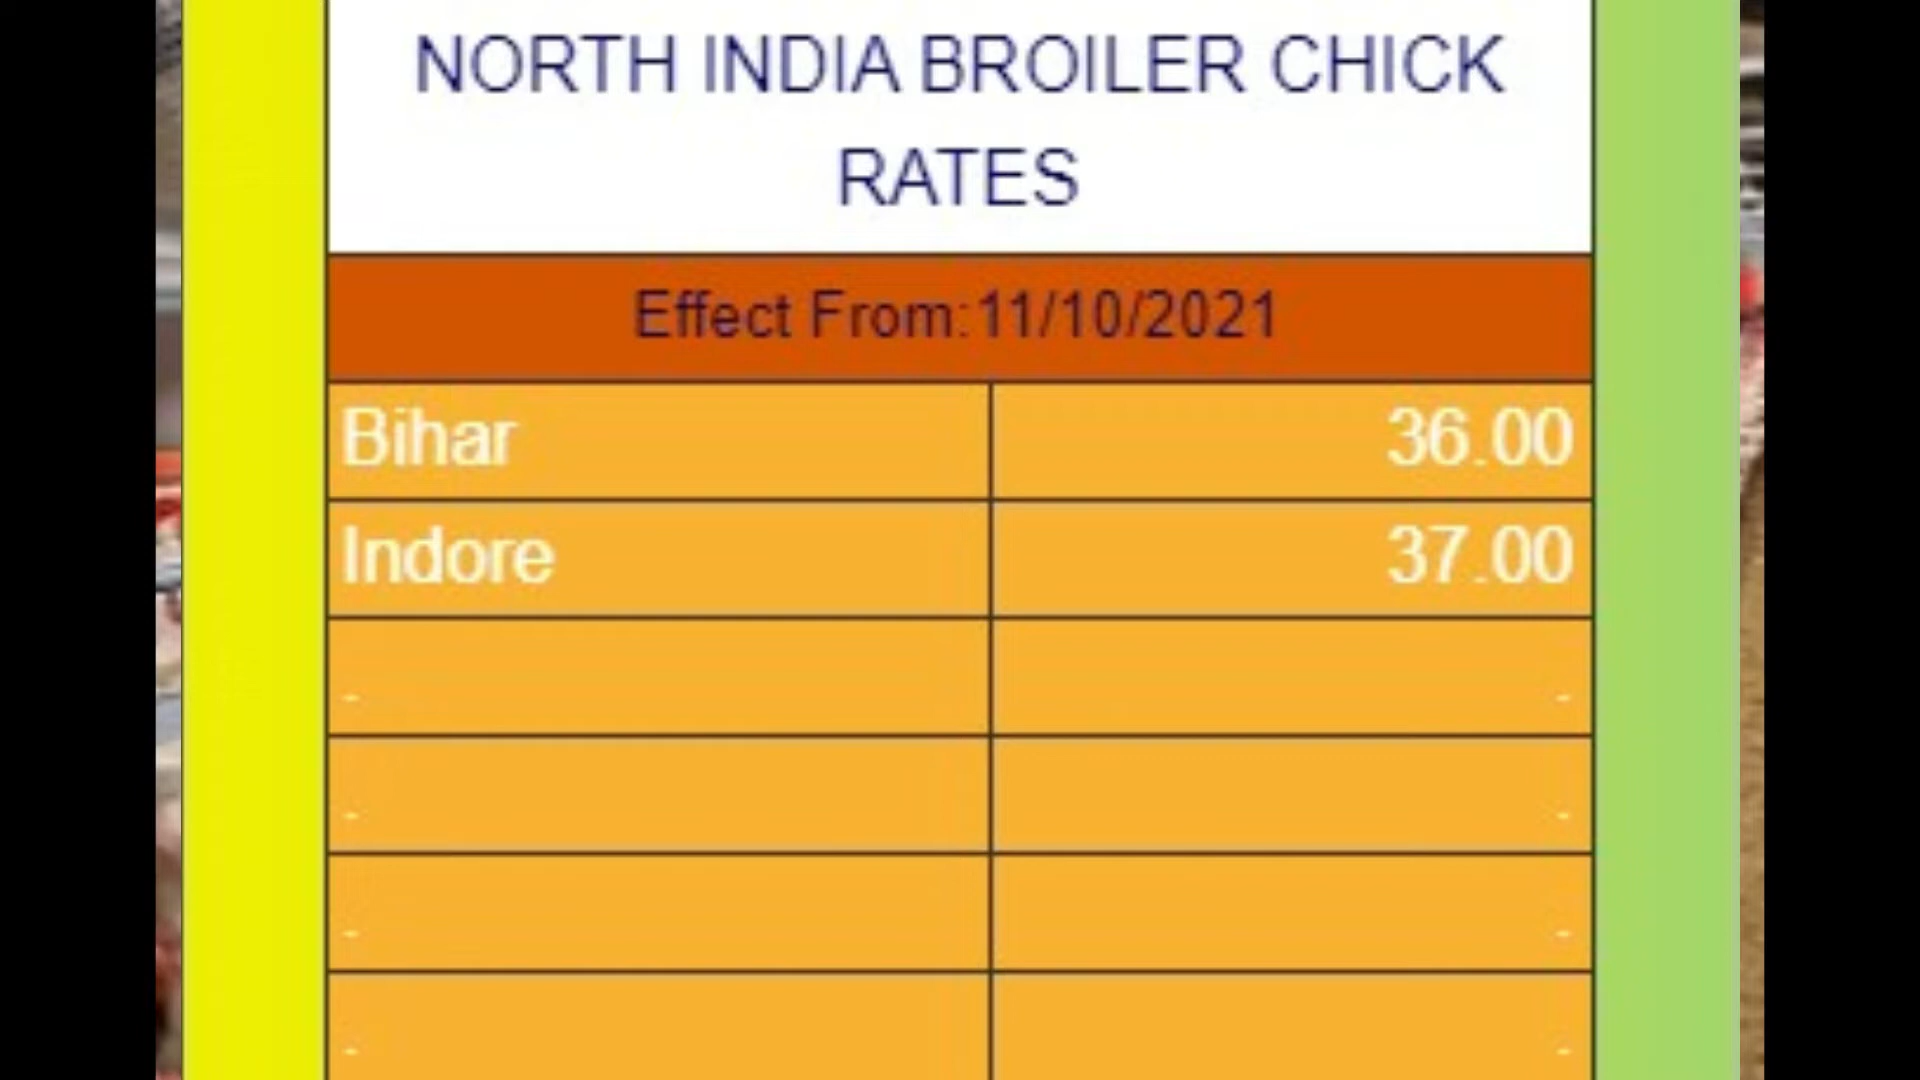 NORTH INDIA BROILER CHICK
RATES
Effect From:11/10/2021
Bihar 36.00
Indore 37.00
- -
- -
- -
- -